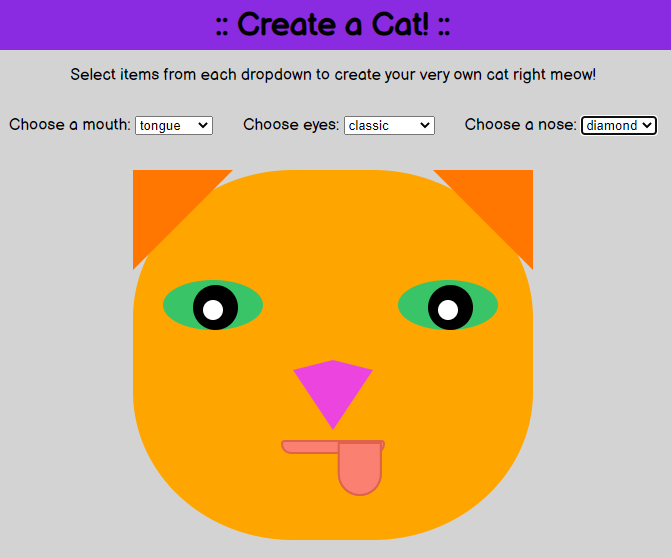 :: Create a Cat! ::
Select items from each dropdown to create your very own cat right meow!
Choose a mouth: tongue Choose eyes: classic Choose a nose: diamond